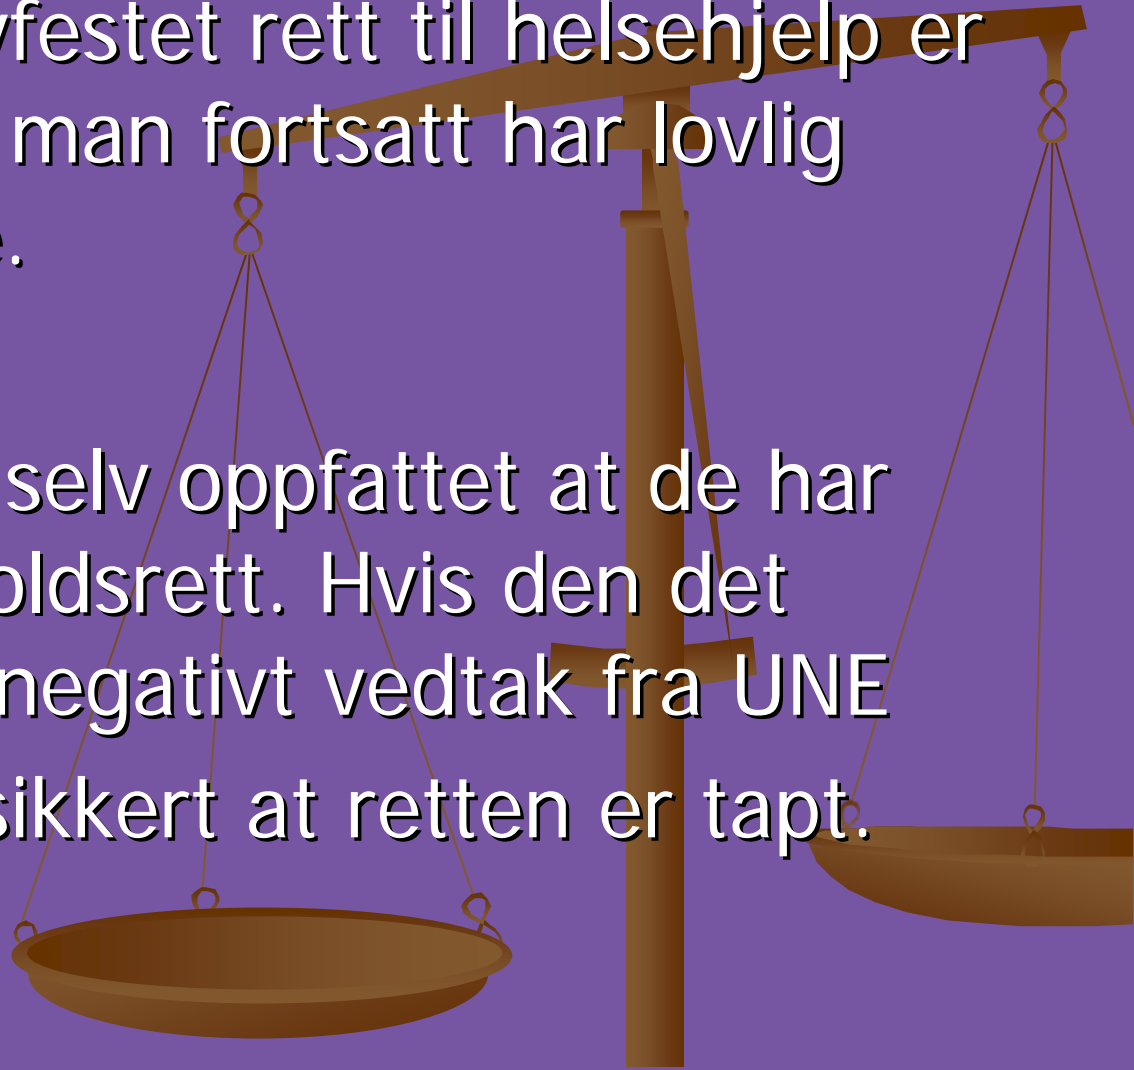 vfestet rett til helsehjelp er
man fortsatt har lovlig
e.
selv oppfattet at de har
oldsrett. Hvis den det
negativt vedtak fra UNE
sikkert at retten er tapt.